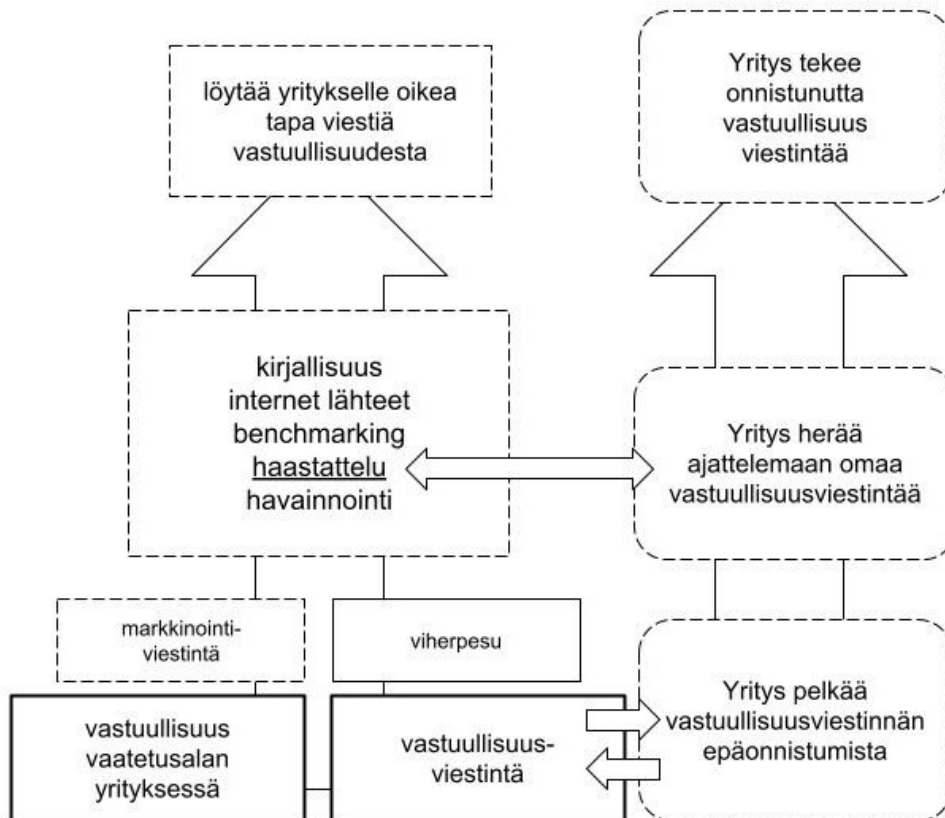 löytää yritykselle oikea
tapa viestiä
vastuullisuudesta
Yritys tekee
onnistunutta
vastuullisuus
viestintää
kirjallisuus
internet lähteet
benchmarking
haastattelu
havainnointi
Yritys herää
ajattelemaan omaa
vastuullisuusviestintää
markkinointi-
viestintä
viherpesu
vastuullisuus
vaatetusalan
yrityksessä
vastuullisuus-
viestintä
Yritys pelkää
vastuullisuusviestinnän
epäonnistumista